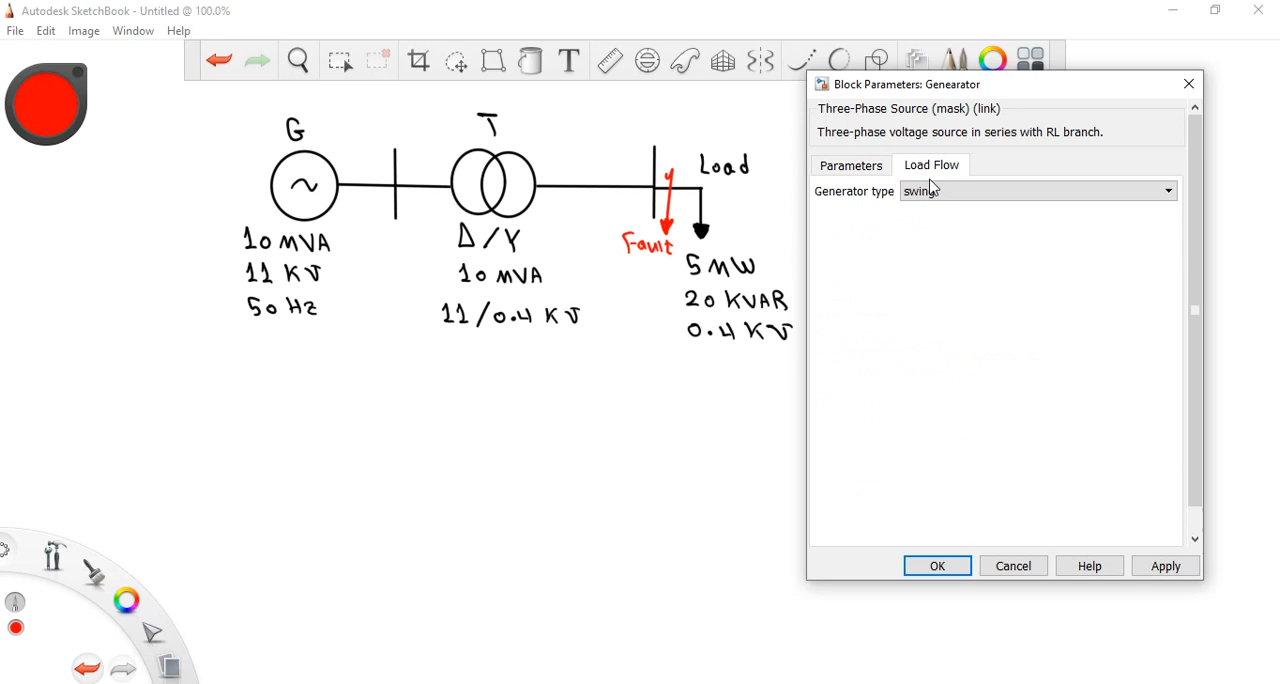 Autodesk SketchBook - Untitled @ 100.0%
File Edit Image Window Help
T
Block Parameters: Genearator
Three-Phase Source (mask) (link)
Three-phase voltage source in series with RL branch.
Parameters Load Flow
Generator type swing
OK Cancel Help Apply
G
T
Load
10 MVA
11 KV
50 Hz
Δ/Y
10 MVA
11/0.4 KV
Fault
5 MW
20 KVAR
0.4 KV